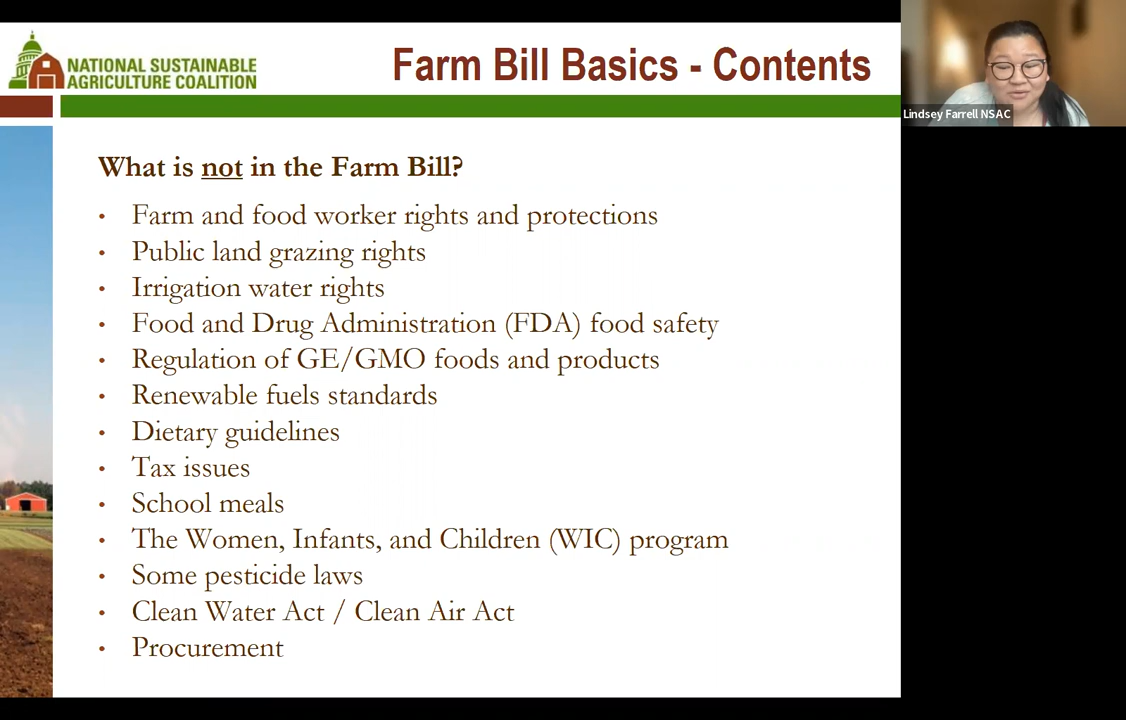 NATIONAL SUSTAINABLE
AGRICULTURE COALITION
Farm Bill Basics - Contents
Lindsey Farrell NSAC
What is not in the Farm Bill?
• Farm and food worker rights and protections
• Public land grazing rights
• Irrigation water rights
• Food and Drug Administration (FDA) food safety
• Regulation of GE/GMO foods and products
• Renewable fuels standards
• Dietary guidelines
• Tax issues
• School meals
• The Women, Infants, and Children (WIC) program
• Some pesticide laws
• Clean Water Act / Clean Air Act
• Procurement